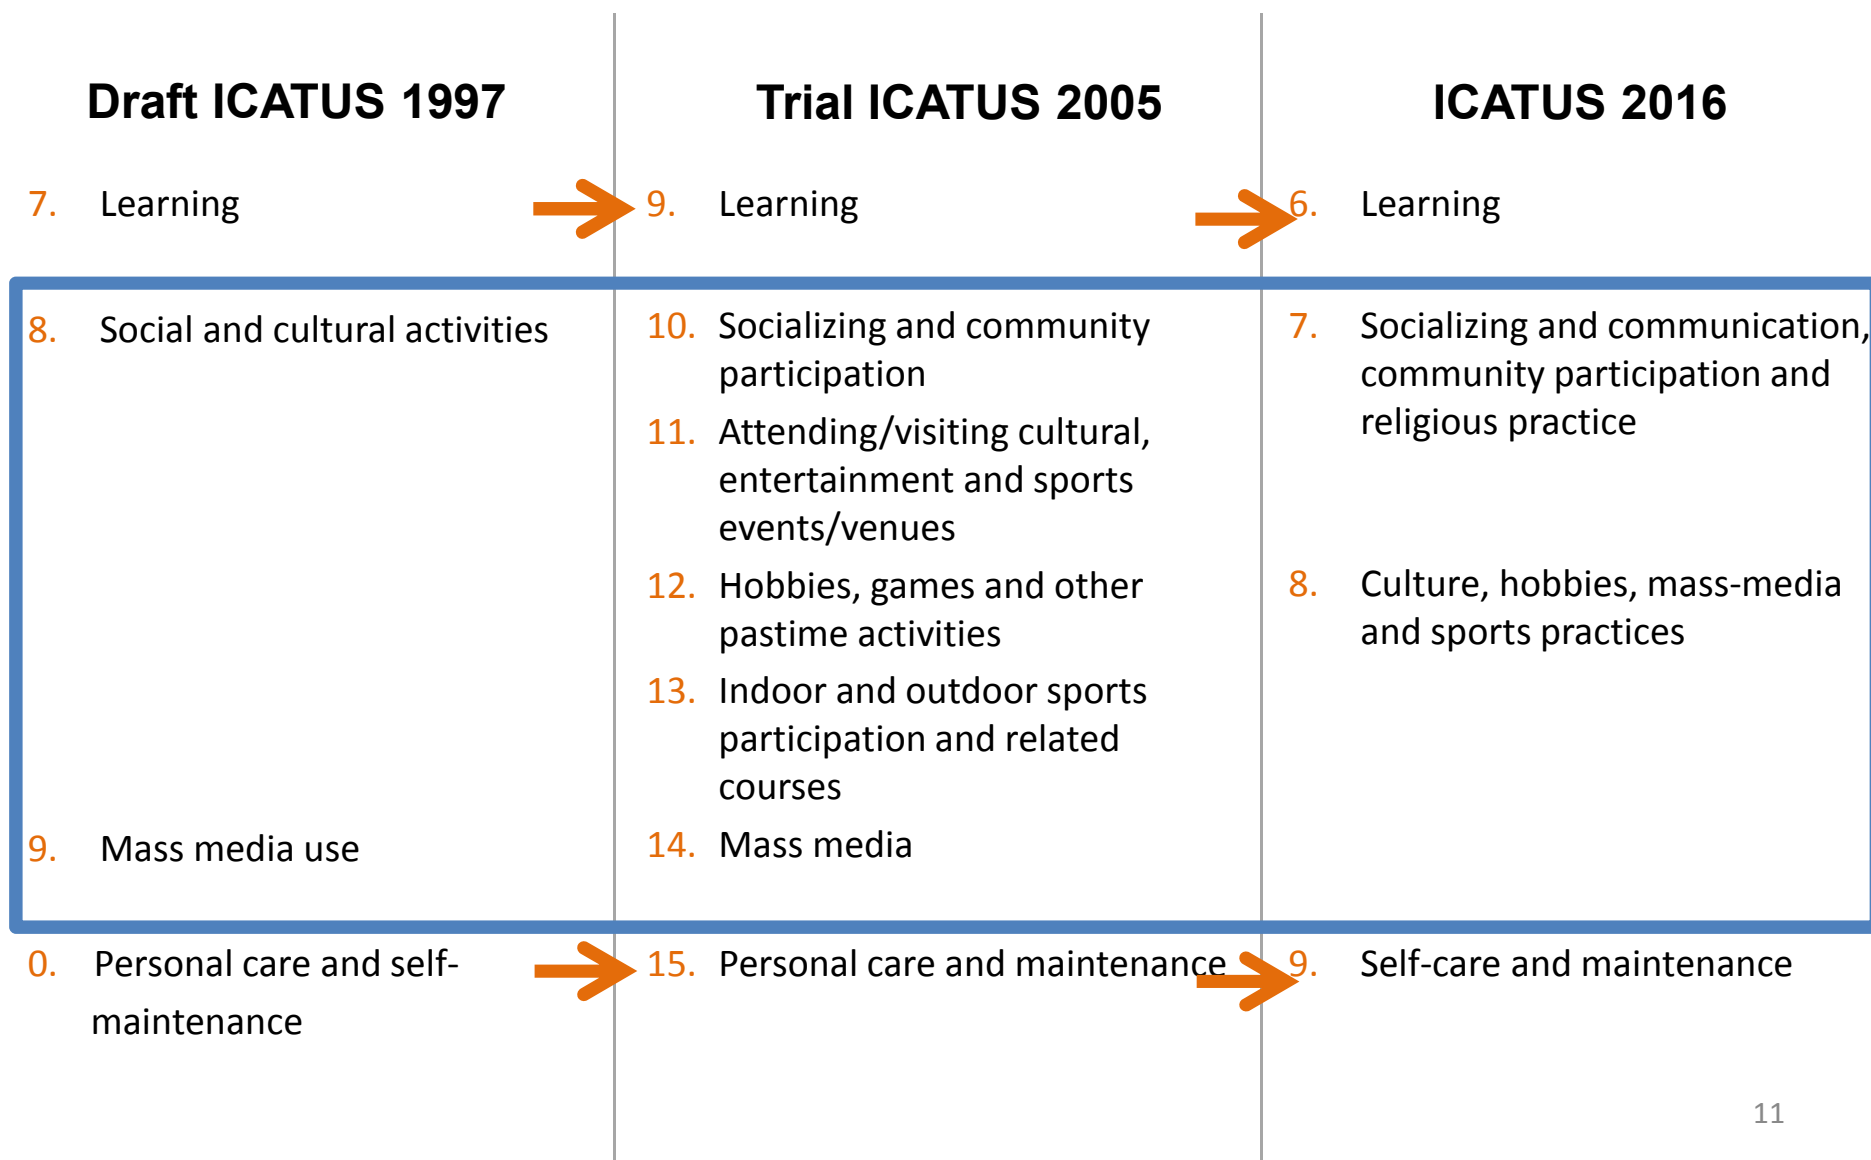 Draft ICATUS 1997
7. Learning
8. Social and cultural activities
9. Mass media use
0. Personal care and self-
maintenance
Trial ICATUS 2005
9. Learning
10. Socializing and community
participation
11. Attending/visiting cultural,
entertainment and sports
events/venues
12. Hobbies, games and other
pastime activities
13. Indoor and outdoor sports
participation and related
courses
14. Mass media
15. Personal care and maintenance
ICATUS 2016
6. Learning
7. Socializing and communication,
community participation and
religious practice
8. Culture, hobbies, mass-media
and sports practices
9. Self-care and maintenance
11